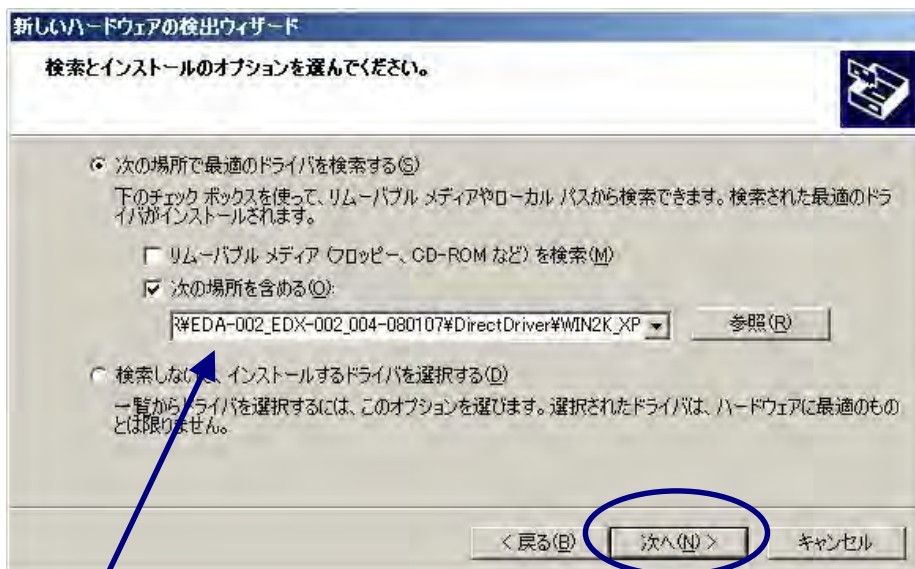 新しいハードウェアの検出ウィザード
検索とインストールのオプションを選んでください。
次の場所で最適のドライバを検索する(S)
下のチェック ボックスを使って、リムーバブル メディアやローカル パスから検索できます。検索された最適のドラ
イバがインストールされます。
リムーバブル メディア (フロッピー、CD-ROM など) を検索(M)
次の場所を含める(O):
¥EDA-002_EDX-002_004-080107¥DirectDriver¥WIN2K_XP
参照(R)
検索しないで、インストールするドライバを選択する(D)
一覧からドライバを選択するには、このオプションを選びます。選択されたドライバは、ハードウェアに最適のもの
とは限りません。
< 戻る(B)
次へ(N) >
キャンセル